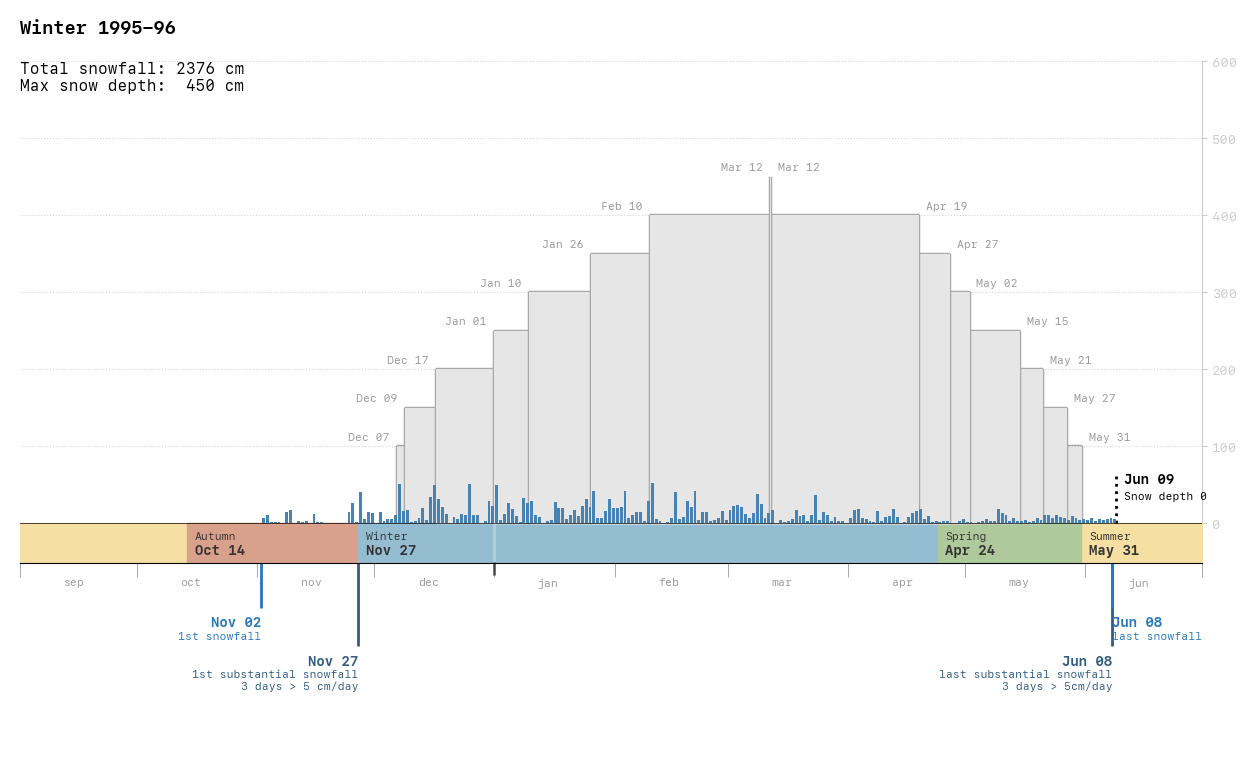 Winter 1995–96
Total snowfall: 2376 cm
Max snow depth:  450 cm
600
500
Mar 12 Mar 12
Feb 10
Apr 19
400
Jan 26
Apr 27
Jan 10
May 02
300
Jan 01
May 15
Dec 17
May 21
200
Dec 09
May 27
Dec 07
May 31
100
Jun 09
Snow depth 0
0
Autumn
Oct 14
Winter
Nov 27
Spring
Apr 24
Summer
May 31
sep oct nov dec jan feb mar apr may jun
Nov 02
1st snowfall
Jun 08
last snowfall
Nov 27
1st substantial snowfall
3 days > 5 cm/day
Jun 08
last substantial snowfall
3 days > 5cm/day